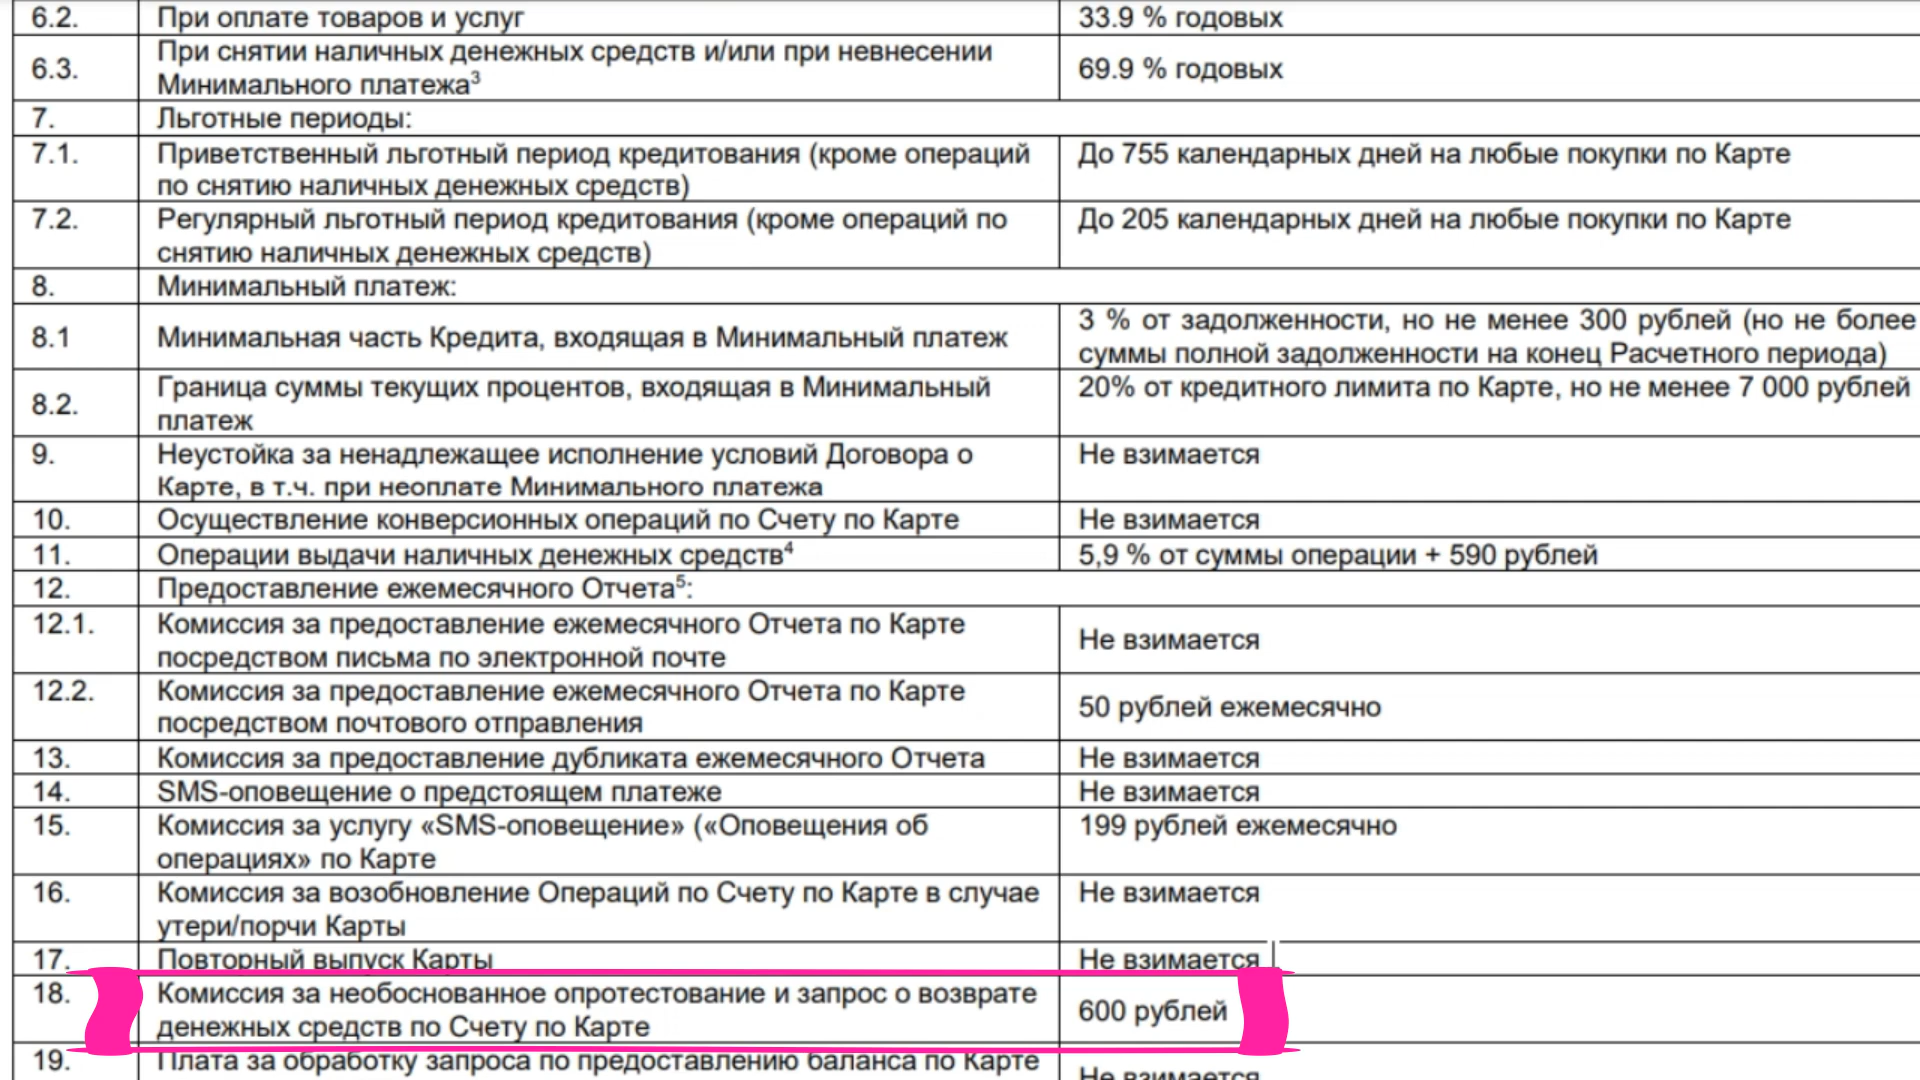 6.2. При оплате товаров и услуг 33.9 % годовых
6.3. При снятии наличных денежных средств и/или при невнесении
Минимального платежа³ 69.9 % годовых
7. Льготные периоды:
7.1. Приветственный льготный период кредитования (кроме операций До 755 календарных дней на любые покупки по Карте
по снятию наличных денежных средств)
7.2. Регулярный льготный период кредитования (кроме операций по До 205 календарных дней на любые покупки по Карте
снятию наличных денежных средств)
8. Минимальный платеж:
8.1 Минимальная часть Кредита, входящая в Минимальный платеж 3 % от задолженности, но не менее 300 рублей (но не более
суммы полной задолженности на конец Расчетного периода)
8.2. Граница суммы текущих процентов, входящая в Минимальный 20% от кредитного лимита по Карте, но не менее 7 000 рублей
платеж
9. Неустойка за ненадлежащее исполнение условий Договора о Не взимается
Карте, в т.ч. при неоплате Минимального платежа
10. Осуществление конверсионных операций по Счету по Карте Не взимается
11. Операции выдачи наличных денежных средств⁴ 5,9 % от суммы операции + 590 рублей
12. Предоставление ежемесячного Отчета⁵:
12.1. Комиссия за предоставление ежемесячного Отчета по Карте
посредством письма по электронной почте Не взимается
12.2. Комиссия за предоставление ежемесячного Отчета по Карте
посредством почтового отправления 50 рублей ежемесячно
13. Комиссия за предоставление дубликата ежемесячного Отчета Не взимается
14. SMS-оповещение о предстоящем платеже Не взимается
15. Комиссия за услугу «SMS-оповещение» («Оповещения об 199 рублей ежемесячно
операциях» по Карте
16. Комиссия за возобновление Операций по Счету по Карте в случае Не взимается
утери/порчи Карты
17. Повторный выпуск Карты Не взимается
18. Комиссия за необоснованное опротестование и запрос о возврате
денежных средств по Счету по Карте 600 рублей
19. Плата за обработку запроса по предоставлению баланса по Карте
Не взимается